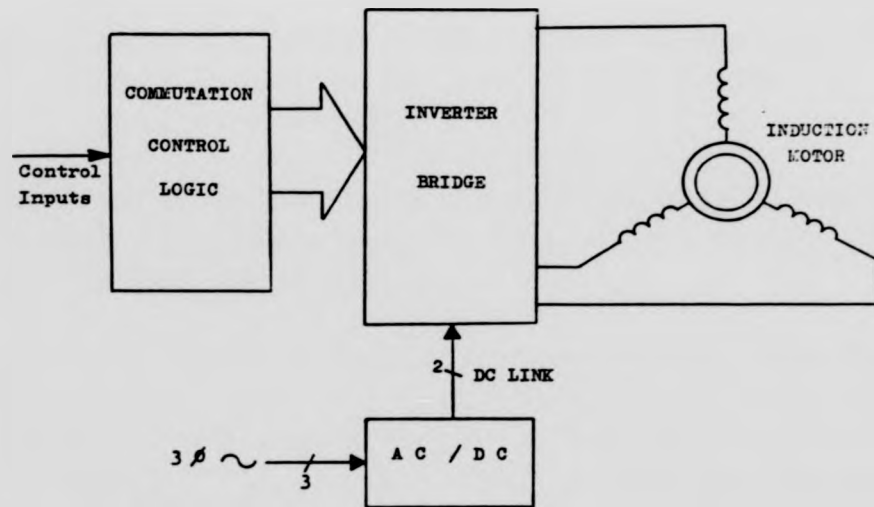 COMMUTATION
CONTROL
LOGIC
Control
Inputs
INVERTER
BRIDGE
INDUCTION
MOTOR
2
DC LINK
3 ϕ ~
3
A C / D C